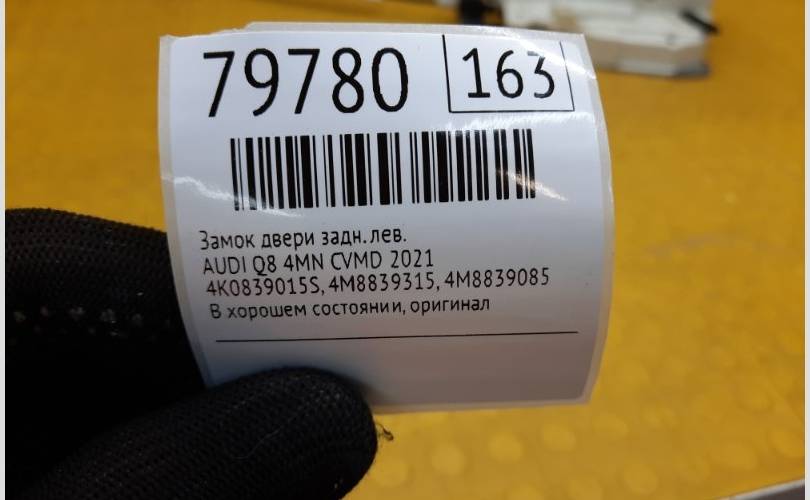 79780 163
Замок двери задн. лев.
AUDI Q8 4MN CVMD 2021
4K0839015S, 4M8839315, 4M8839085
В хорошем состоянии, оригинал